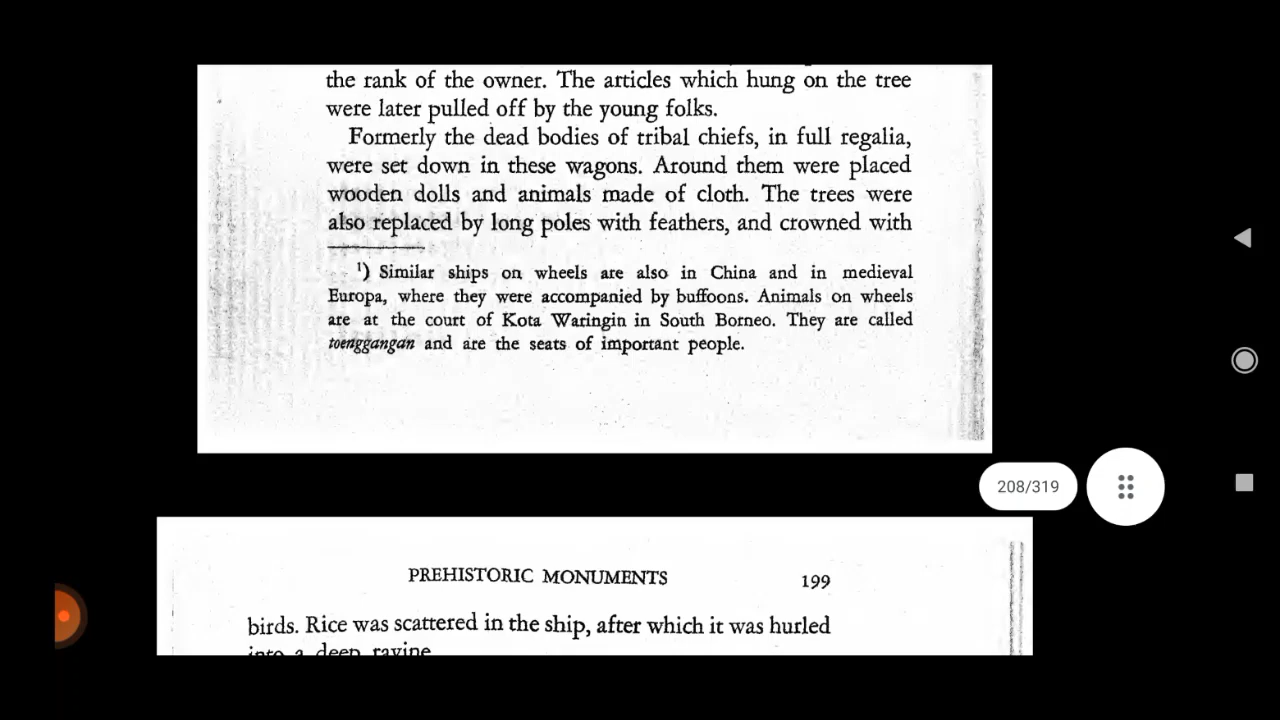 the rank of the owner. The articles which hung on the tree
were later pulled off by the young folks.
Formerly the dead bodies of tribal chiefs, in full regalia,
were set down in these wagons. Around them were placed
wooden dolls and animals made of cloth. The trees were
also replaced by long poles with feathers, and crowned with
¹) Similar ships on wheels are also in China and in medieval
Europa, where they were accompanied by buffoons. Animals on wheels
are at the court of Kota Waringin in South Borneo. They are called
toenggangan and are the seats of important people.
208/319
PREHISTORIC MONUMENTS 199
birds. Rice was scattered in the ship, after which it was hurled
into a deep ravine